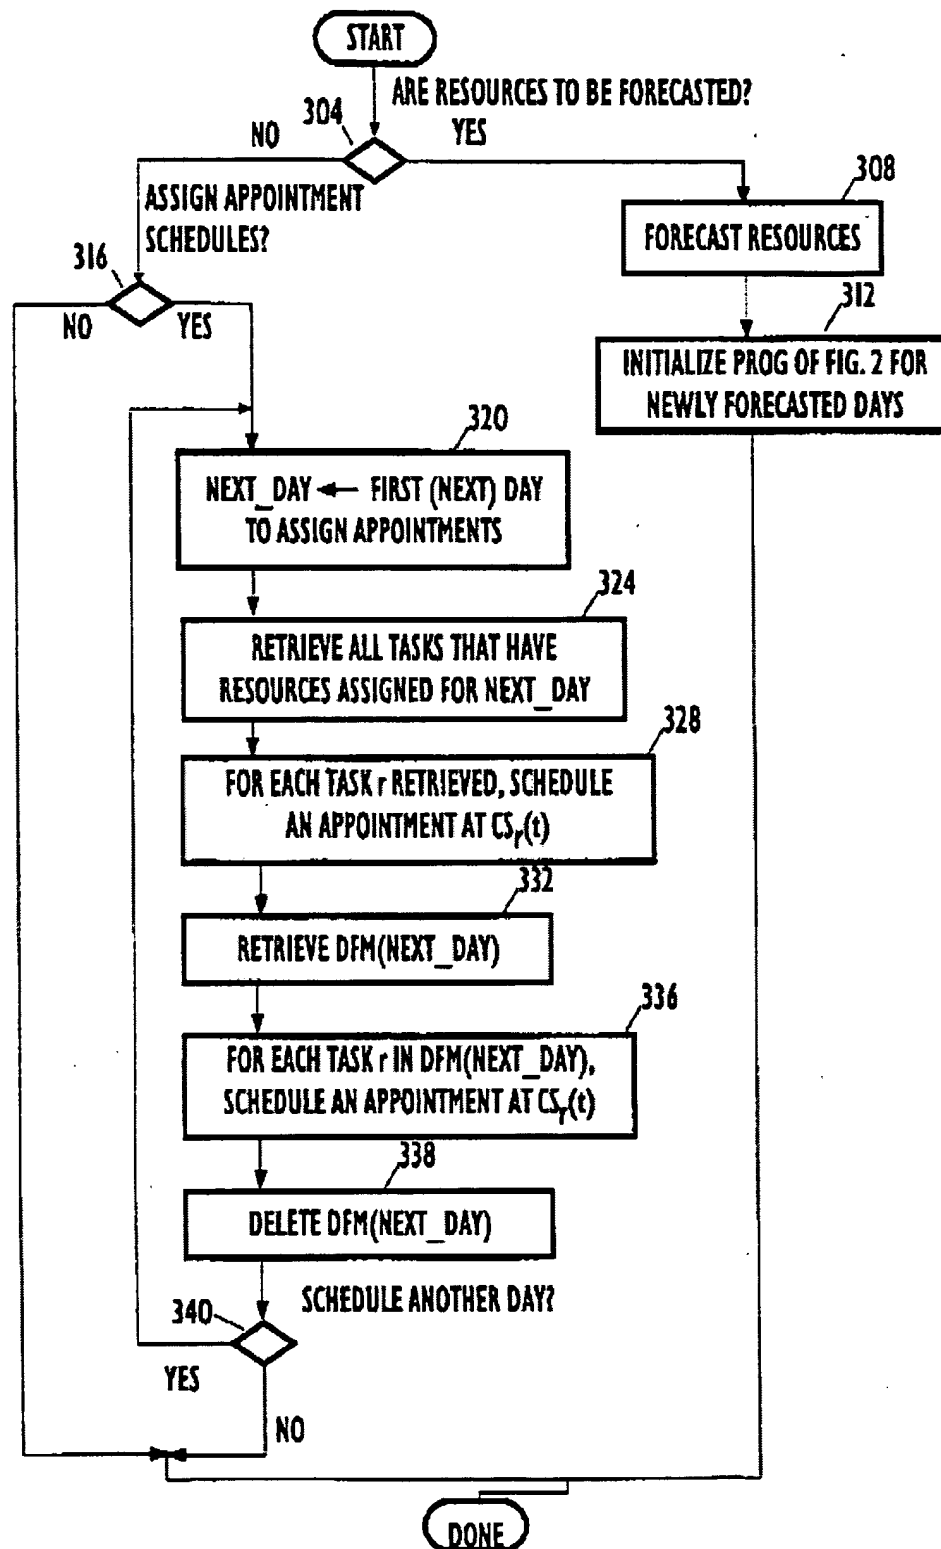 START
ARE RESOURCES TO BE FORECASTED?
304
NO
YES
308
ASSIGN APPOINTMENT
SCHEDULES?
FORECAST RESOURCES
316
NO
YES
312
INITIALIZE PROG OF FIG. 2 FOR
NEWLY FORECASTED DAYS
320
NEXT_DAY ← FIRST (NEXT) DAY
TO ASSIGN APPOINTMENTS
324
RETRIEVE ALL TASKS THAT HAVE
RESOURCES ASSIGNED FOR NEXT_DAY
328
FOR EACH TASK r RETRIEVED, SCHEDULE
AN APPOINTMENT AT CSr(t)
332
RETRIEVE DFM(NEXT_DAY)
336
FOR EACH TASK r IN DFM(NEXT_DAY),
SCHEDULE AN APPOINTMENT AT CSr(t)
338
DELETE DFM(NEXT_DAY)
SCHEDULE ANOTHER DAY?
340
YES
NO
DONE